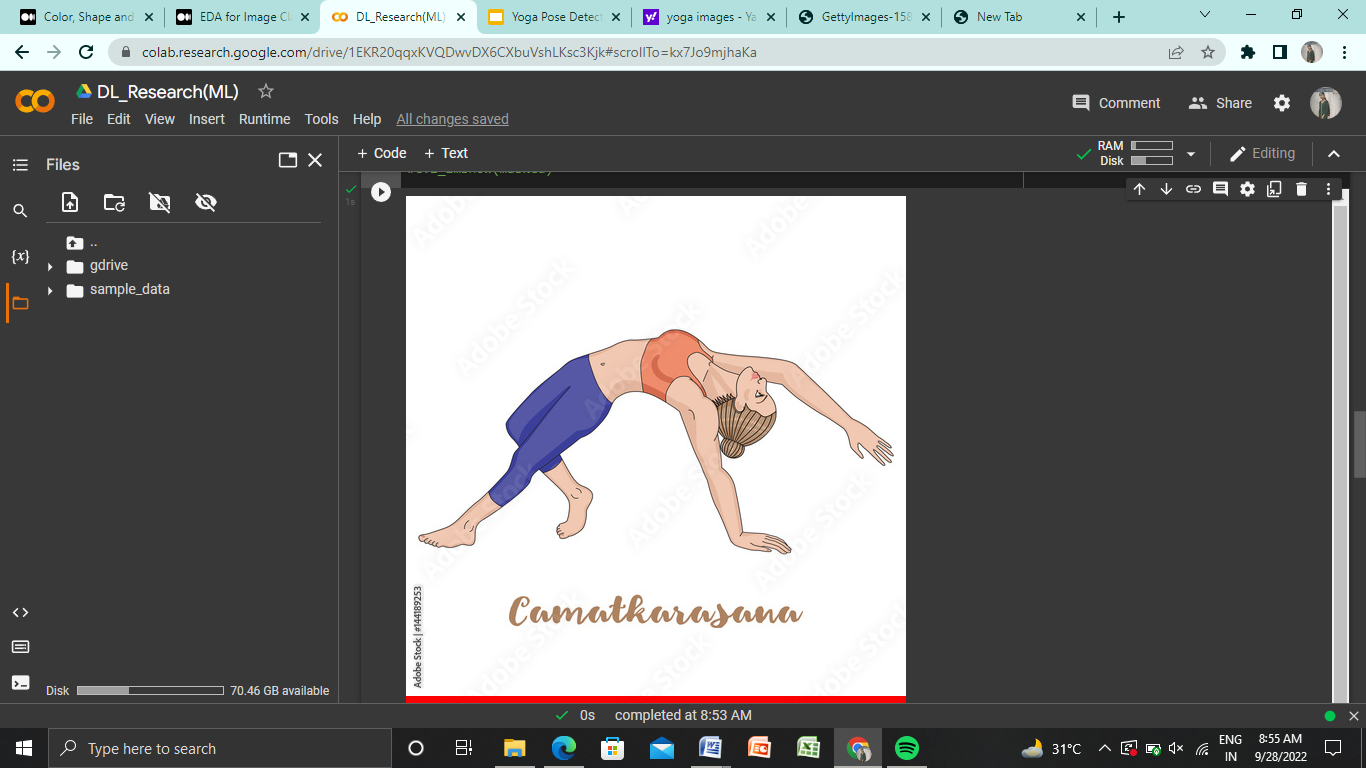 Color, Shape and
EDA for Image Cl
DL_Research(ML)
Yoga Pose Detect
yoga images - Ya
GettyImages-158
New Tab
colab.research.google.com/drive/1EKR20qqxKVQDwvDX6CXbuVshLKsc3Kjk#scrollTo=kx7Jo9mjhaKa
DL_Research(ML)
File Edit View Insert Runtime Tools Help All changes saved
Comment Share
Files
+ Code + Text
RAM
Disk
Editing
{x}
1s
..
gdrive
sample_data
Adobe Stock
Adobe Stock | #144189253
Camatkarasana
Disk 70.46 GB available
0s completed at 8:53 AM
Type here to search
31°C
ENG
IN
8:55 AM
9/28/2022